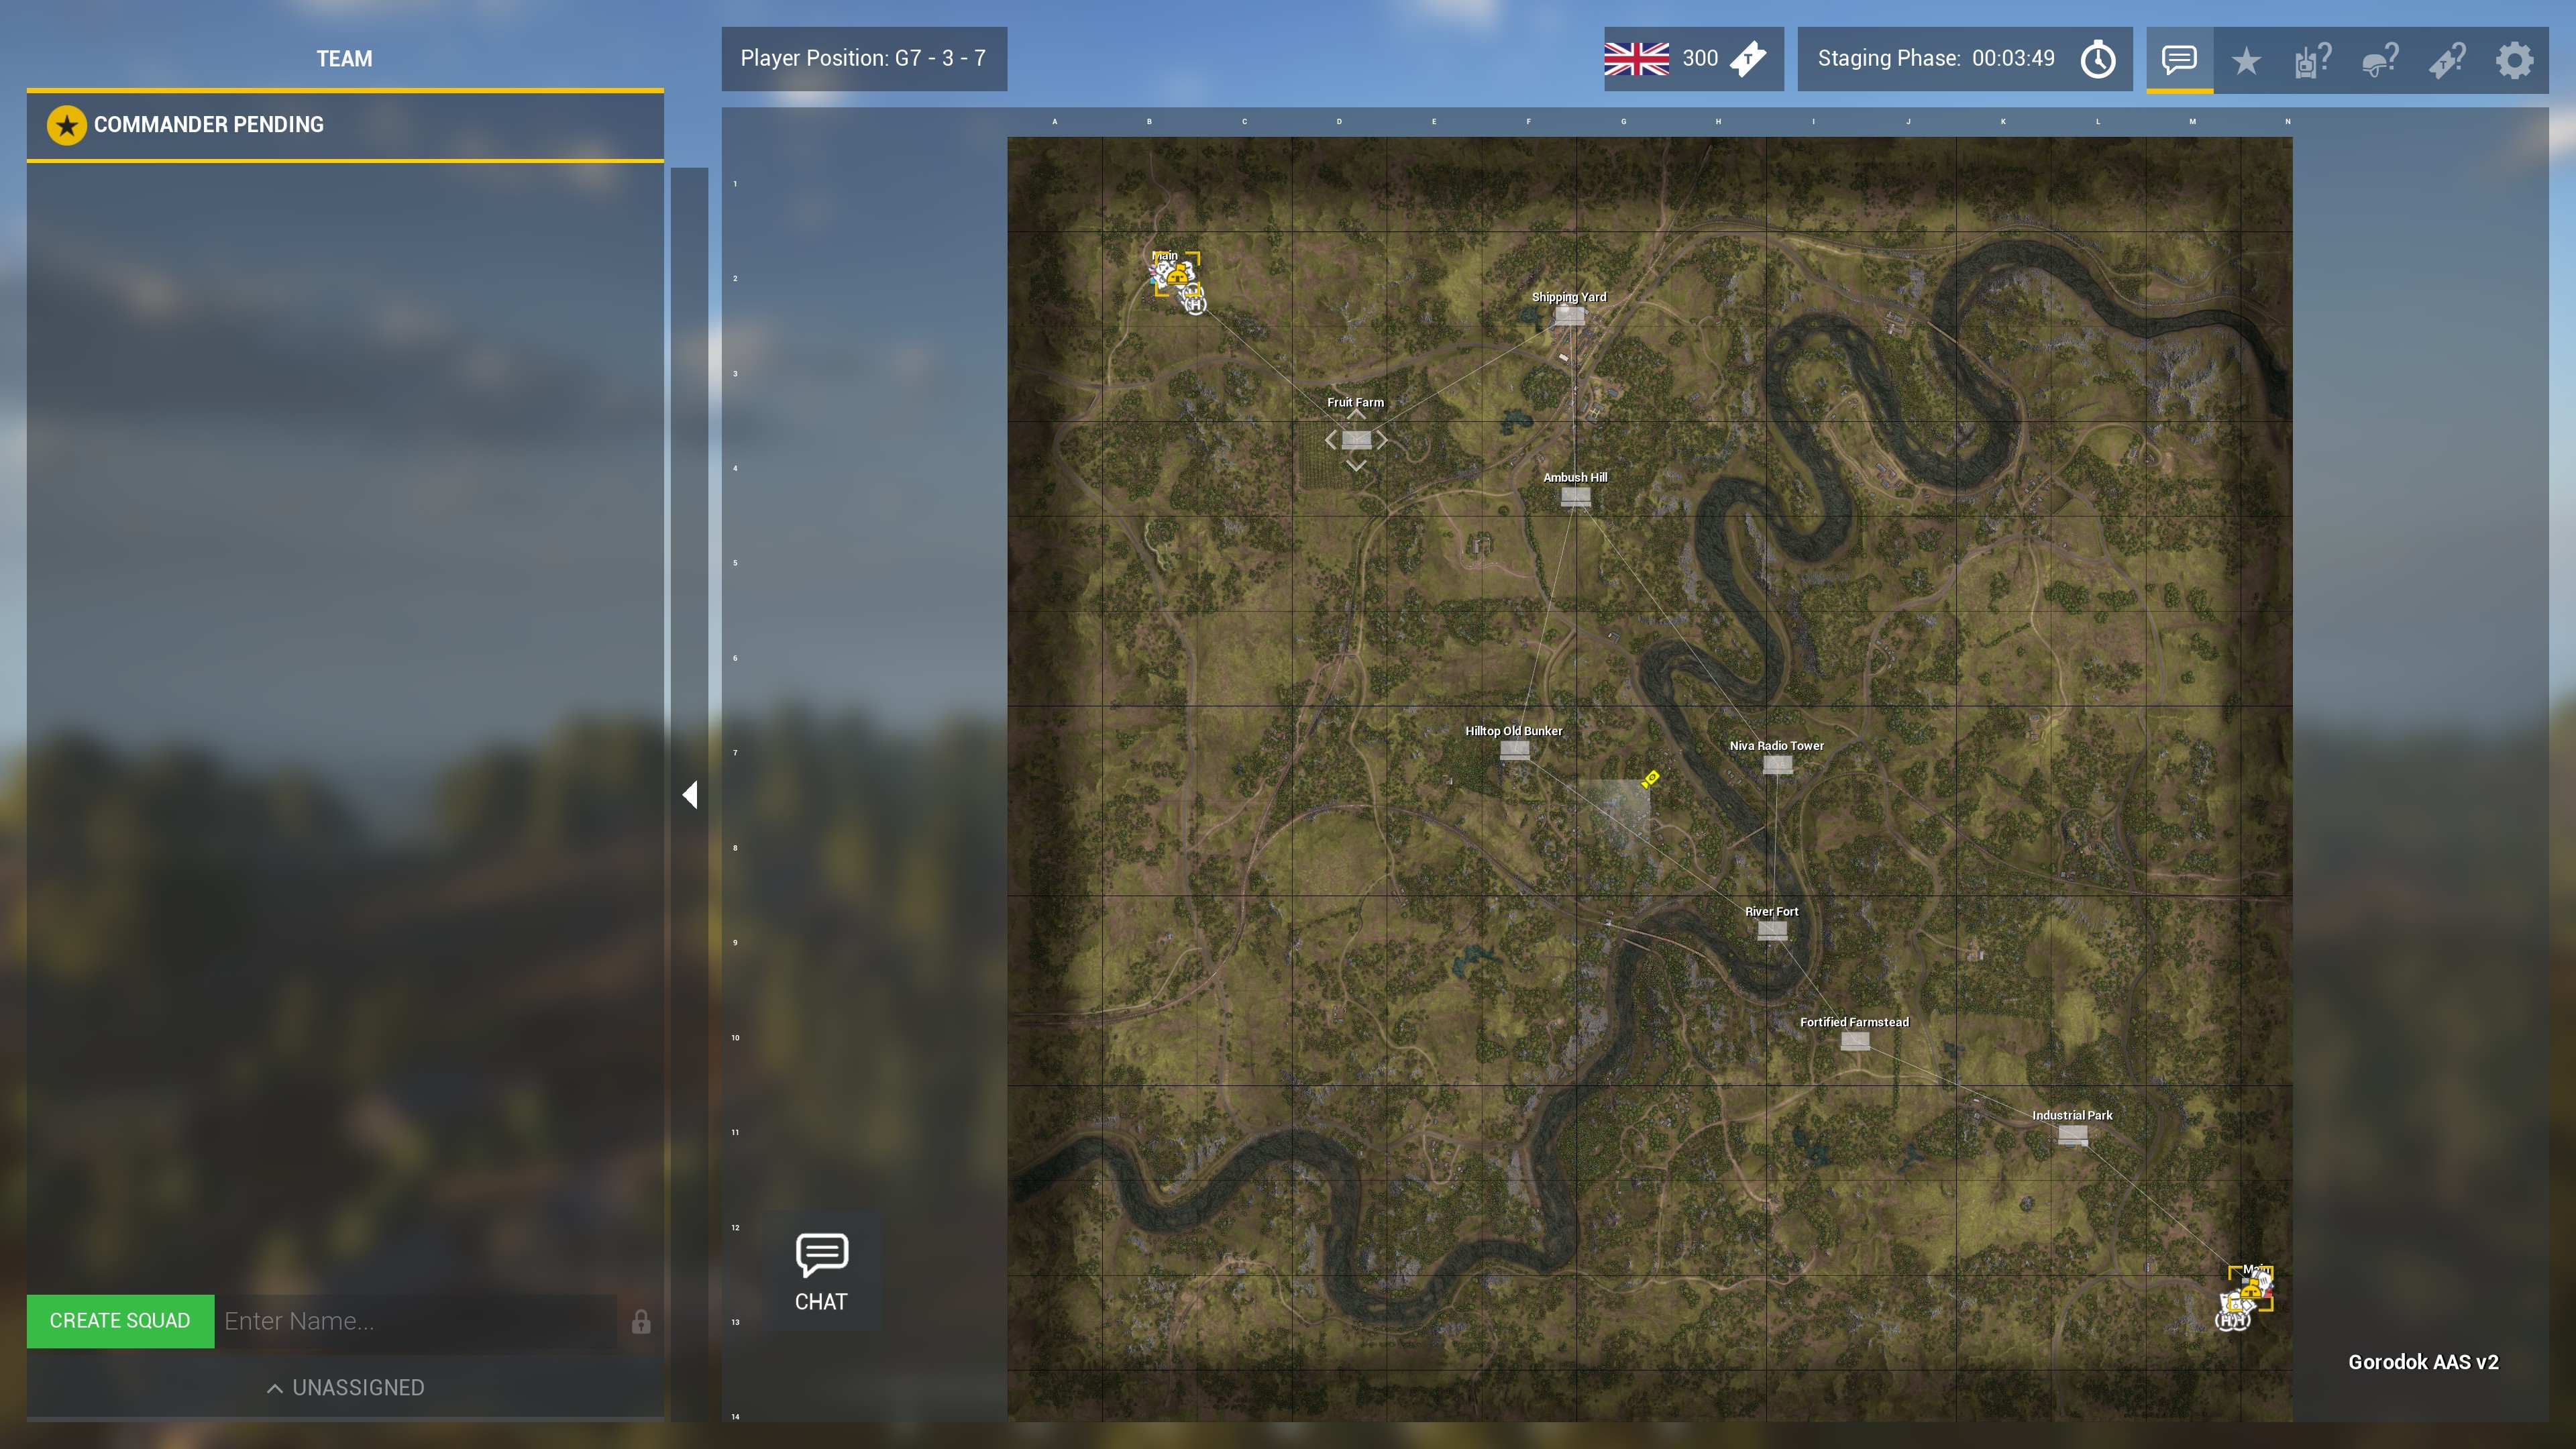 TEAM
Player Position: G7 - 3 - 7
300
T
Staging Phase: 00:03:49
COMMANDER PENDING
A B C D E F G H I J K L M N
1
2
3
4
5
6
7
8
9
10
11
12
13
14
Main
H
Shipping Yard
Fruit Farm
Ambush Hill
Hilltop Old Bunker
Niva Radio Tower
River Fort
Fortified Farmstead
Industrial Park
Main
H H
CHAT
CREATE SQUAD
Enter Name...
UNASSIGNED
Gorodok AAS v2